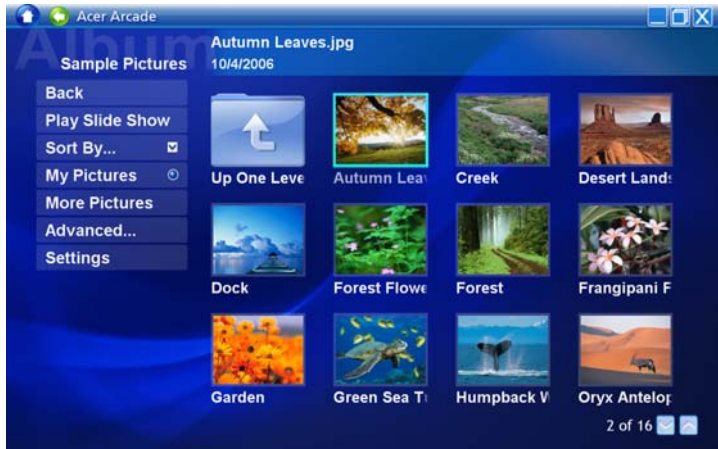 Acer Arcade
Album
Autumn Leaves.jpg
Sample Pictures
10/4/2006
Back
Play Slide Show
Sort By...
My Pictures
More Pictures
Advanced...
Settings
Up One Leve
Autumn Leav
Creek
Desert Lands
Dock
Forest Flowe
Forest
Frangipani F
Garden
Green Sea T
Humpback W
Oryx Antelop
2 of 16